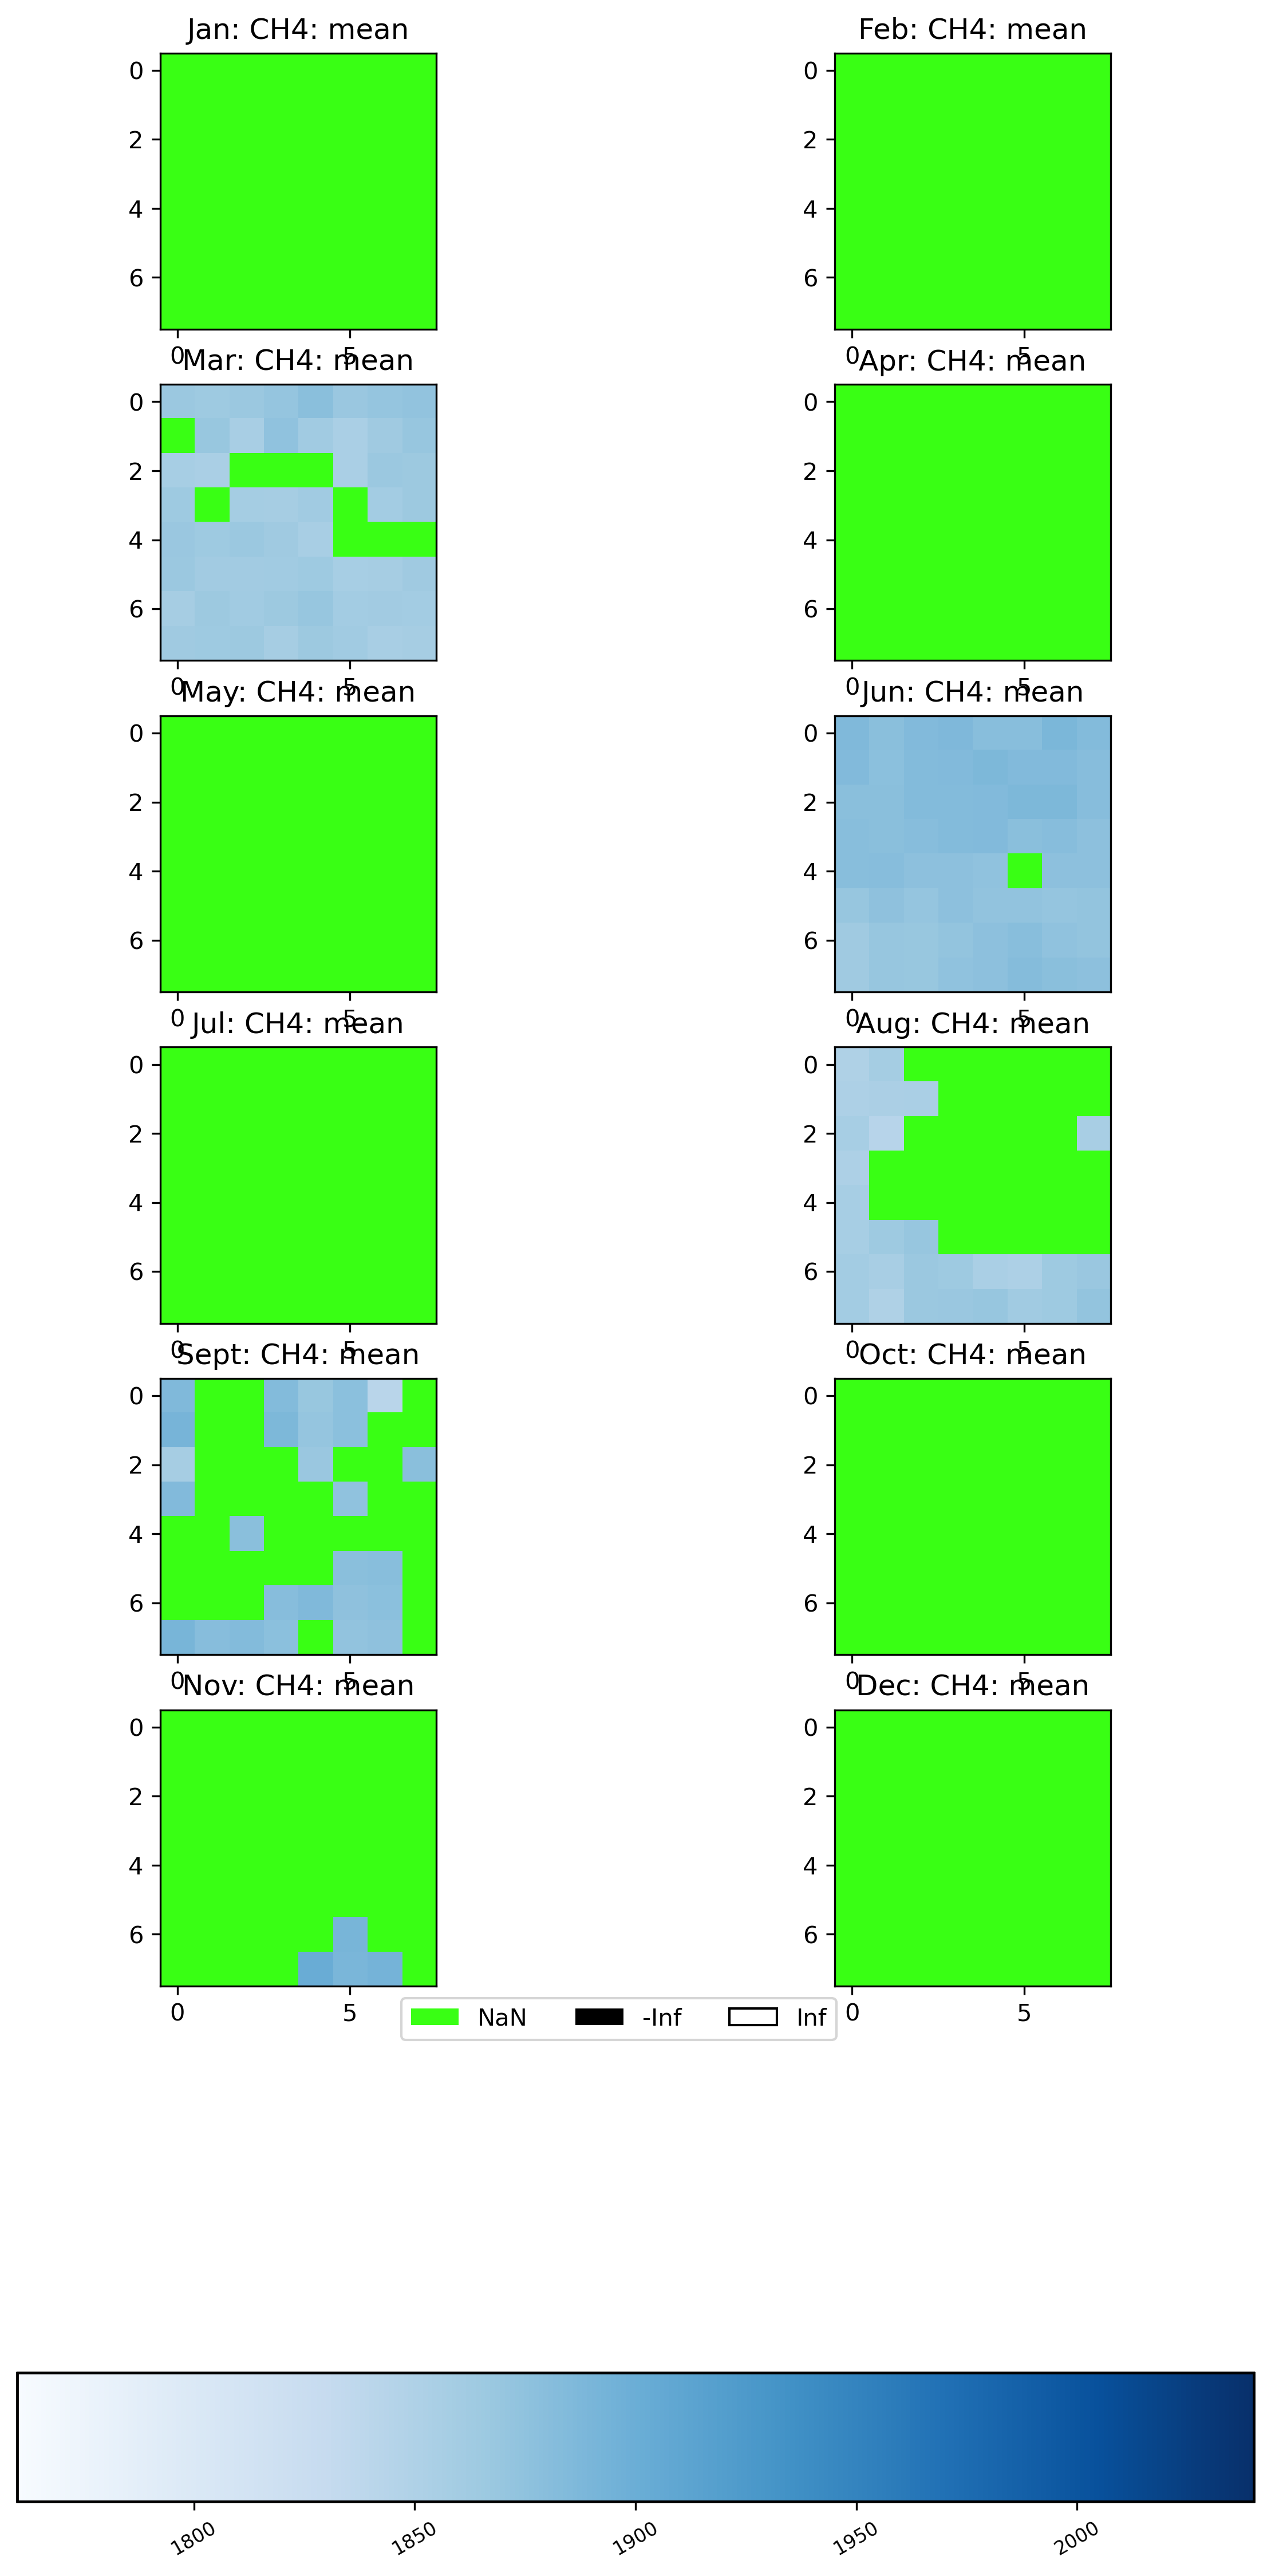 Jan: CH4: mean Feb: CH4: mean
0 0
2 2
4 4
6 6
0 5 0 5
Mar: CH4: mean Apr: CH4: mean
0 0
2 2
4 4
6 6
0 5 0 5
May: CH4: mean Jun: CH4: mean
0 0
2 2
4 4
6 6
0 5 0 5
Jul: CH4: mean Aug: CH4: mean
0 0
2 2
4 4
6 6
0 5 0 5
Sept: CH4: mean Oct: CH4: mean
0 0
2 2
4 4
6 6
0 5 0 5
Nov: CH4: mean Dec: CH4: mean
0 0
2 2
4 4
6 6
0 5 0 5
NaN -Inf Inf
1800 1850 1900 1950 2000